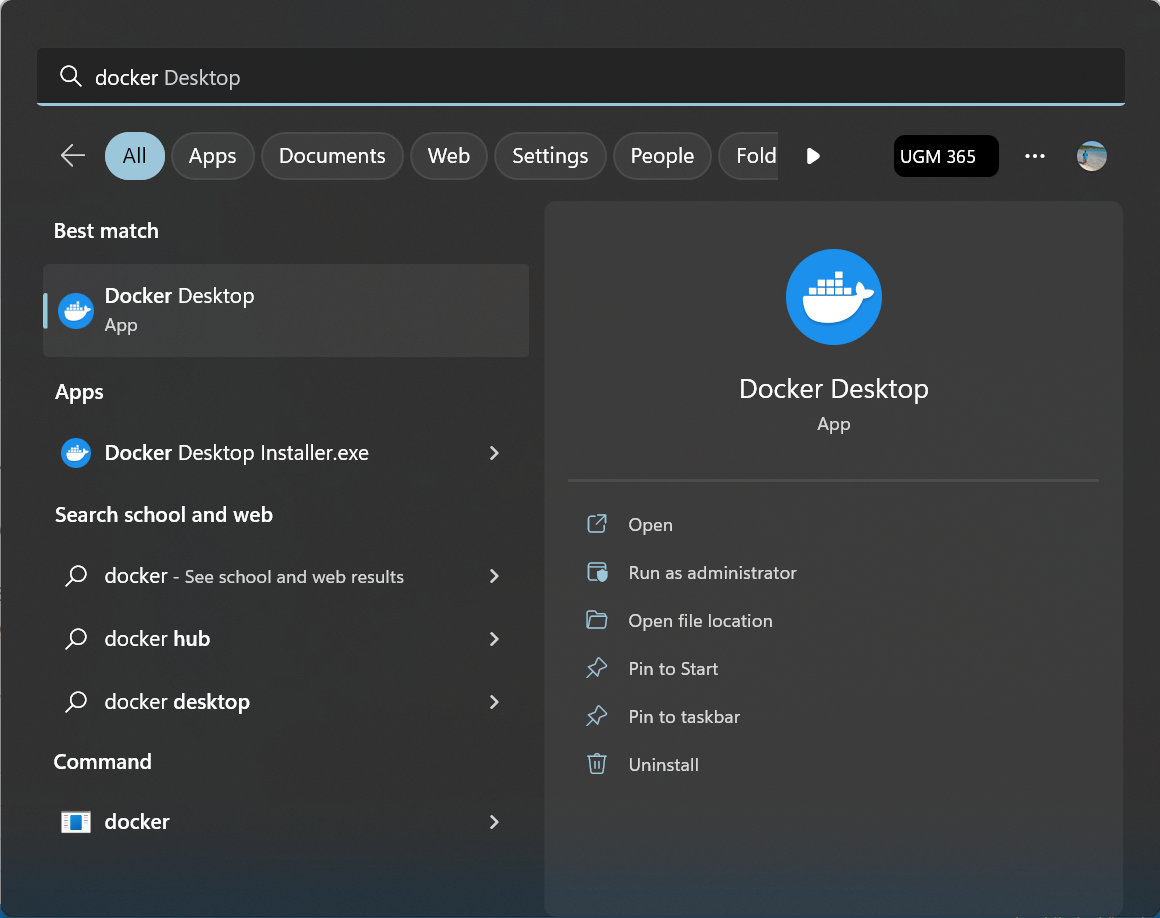 docker Desktop
All
Apps
Documents
Web
Settings
People
Fold
UGM 365
Best match
Docker Desktop
App
Apps
Docker Desktop Installer.exe
Search school and web
docker - See school and web results
docker hub
docker desktop
Command
docker
Docker Desktop
App
Open
Run as administrator
Open file location
Pin to Start
Pin to taskbar
Uninstall